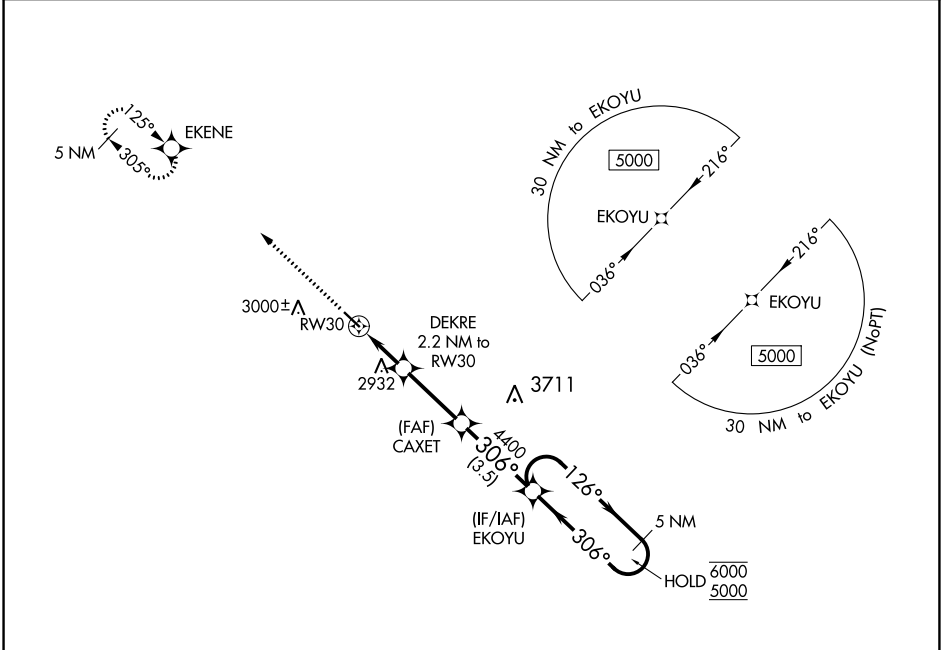 125°
EKENE
5 NM
305°
30 NM to EKOYU
5000
216°
EKOYU
036°
216°
EKOYU
036°
5000
30 NM to EKOYU (NoPT)
3000±
RW30
DEKRE
2.2 NM to
RW30
2932
3711
(FAF)
CAXET
4400
306°
(3.5)
126°
(IF/IAF)
EKOYU
5 NM
306°
HOLD 6000
5000